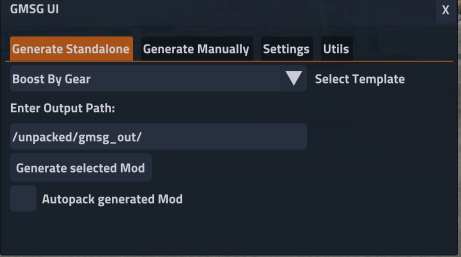 GMSG UI X
Generate Standalone Generate Manually Settings Utils
Boost By Gear Select Template
Enter Output Path:
/unpacked/gmsg_out/
Generate selected Mod
Autopack generated Mod